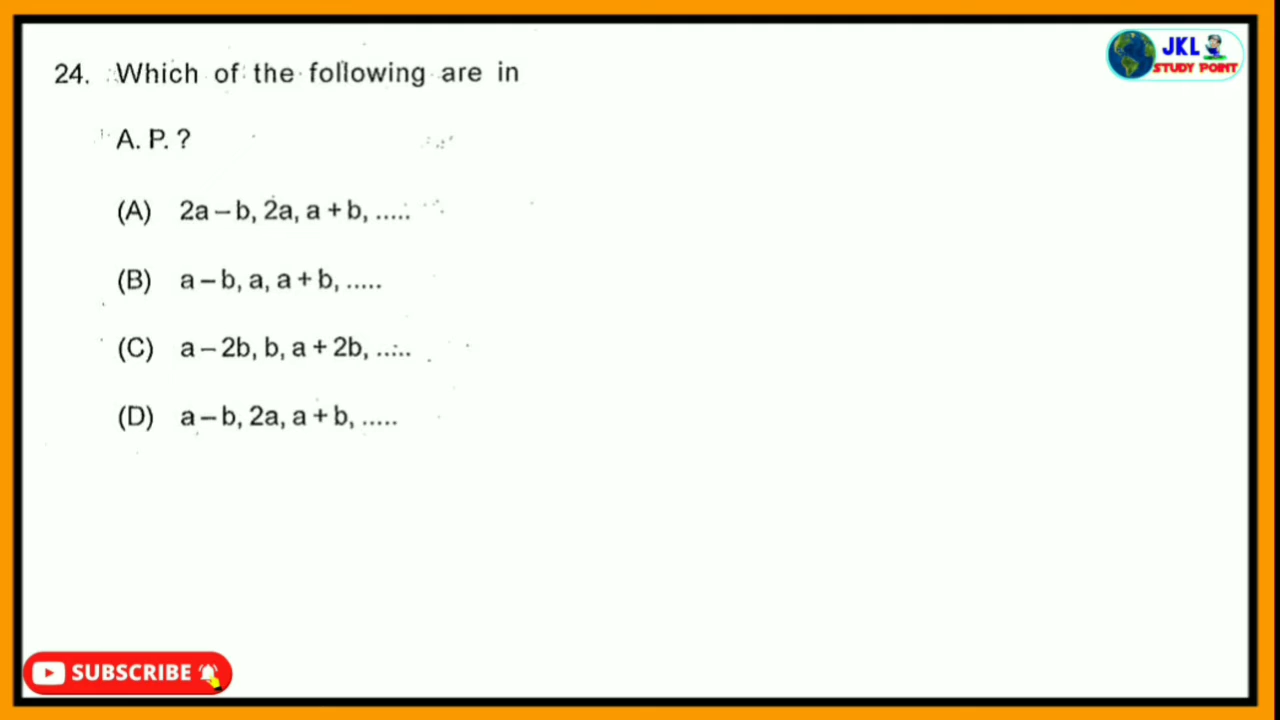 JKL
STUDY POINT
24. Which of the following are in
A. P. ?
(A) 2a – b, 2a, a + b, .....
(B) a – b, a, a + b, .....
(C) a – 2b, b, a + 2b, .....
(D) a – b, 2a, a + b, .....
SUBSCRIBE